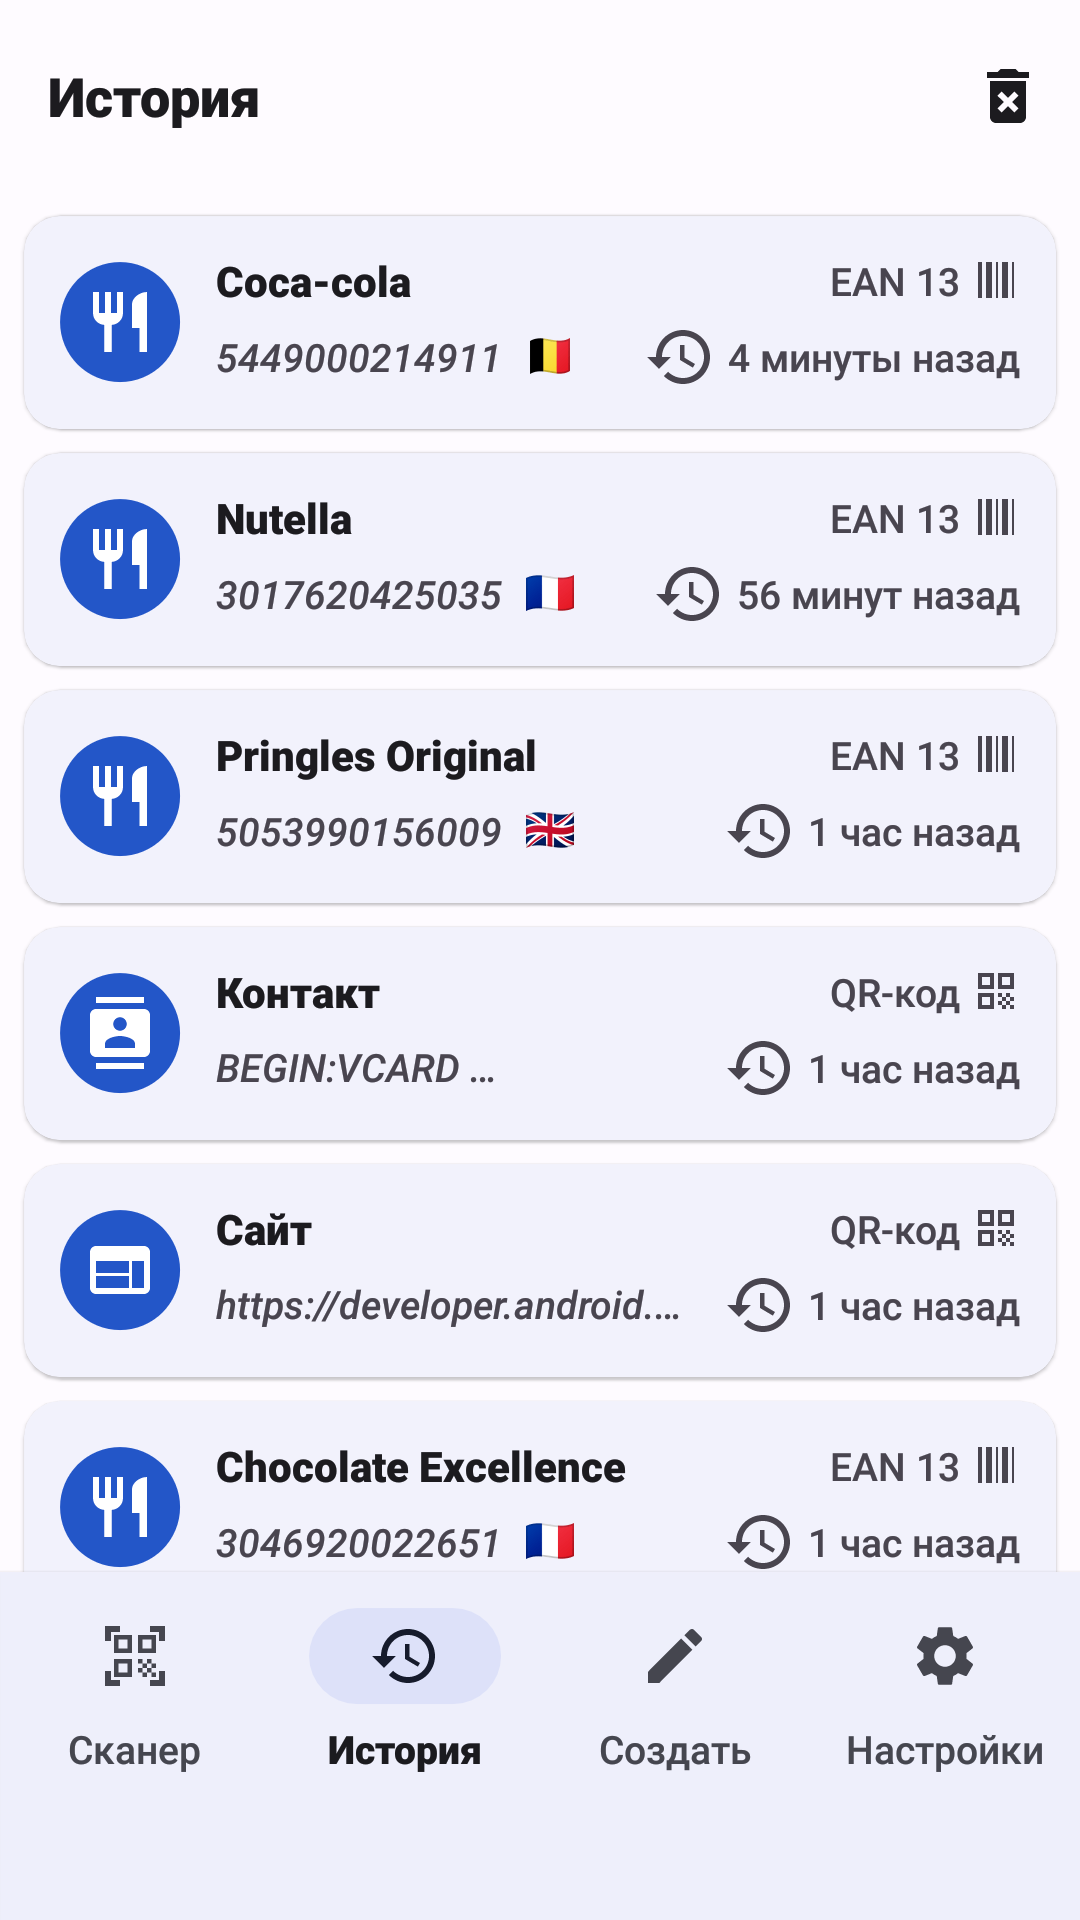 История
Coca-cola EAN 13
5449000214911 4 минуты назад
Nutella EAN 13
3017620425035 56 минут назад
Pringles Original EAN 13
5053990156009 1 час назад
Контакт QR-код
BEGIN:VCARD ... 1 час назад
Сайт QR-код
https://developer.android.... 1 час назад
Chocolate Excellence EAN 13
3046920022651 1 час назад
Сканер История Создать Настройки